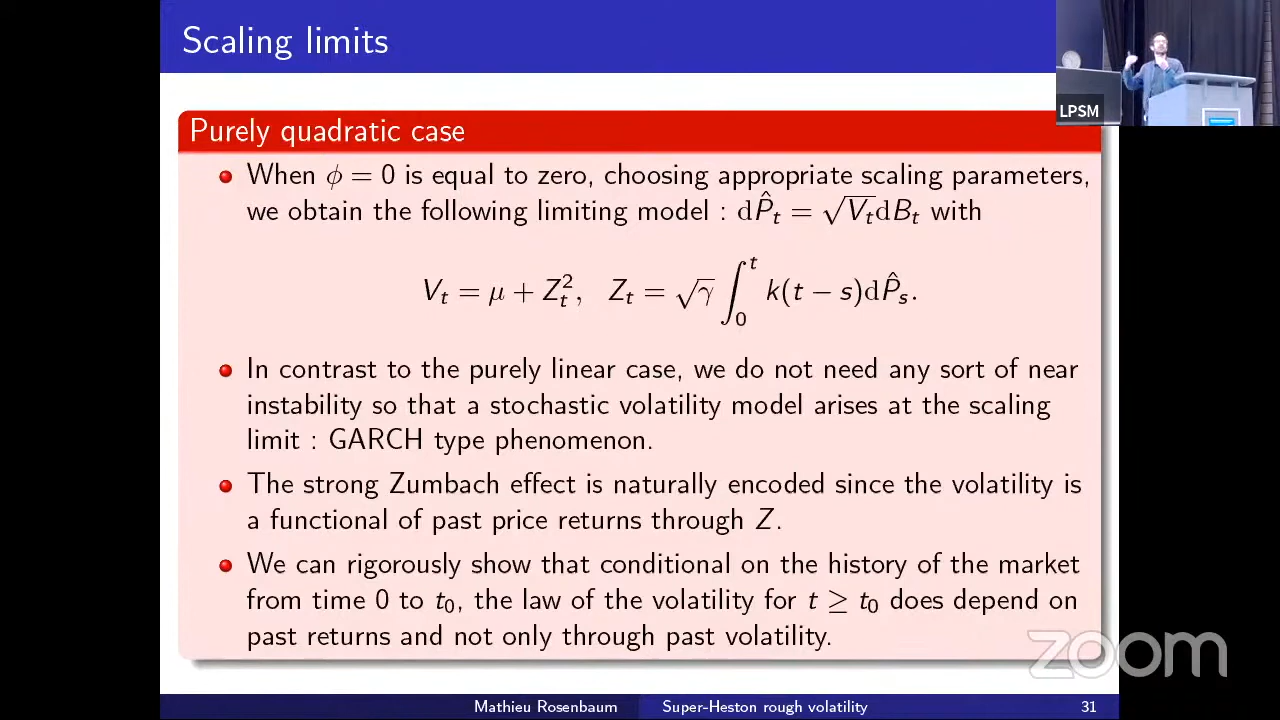 Scaling limits
LPSM
Purely quadratic case
When ϕ = 0 is equal to zero, choosing appropriate scaling parameters,
we obtain the following limiting model : dP̂_t = √V_t dB_t with
V_t = μ + Z_t^2, Z_t = √γ ∫_0^t k(t − s)dP̂_s.
In contrast to the purely linear case, we do not need any sort of near
instability so that a stochastic volatility model arises at the scaling
limit : GARCH type phenomenon.
The strong Zumbach effect is naturally encoded since the volatility is
a functional of past price returns through Z.
We can rigorously show that conditional on the history of the market
from time 0 to t_0, the law of the volatility for t ≥ t_0 does depend on
past returns and not only through past volatility.
zoom
Mathieu Rosenbaum Super-Heston rough volatility 31